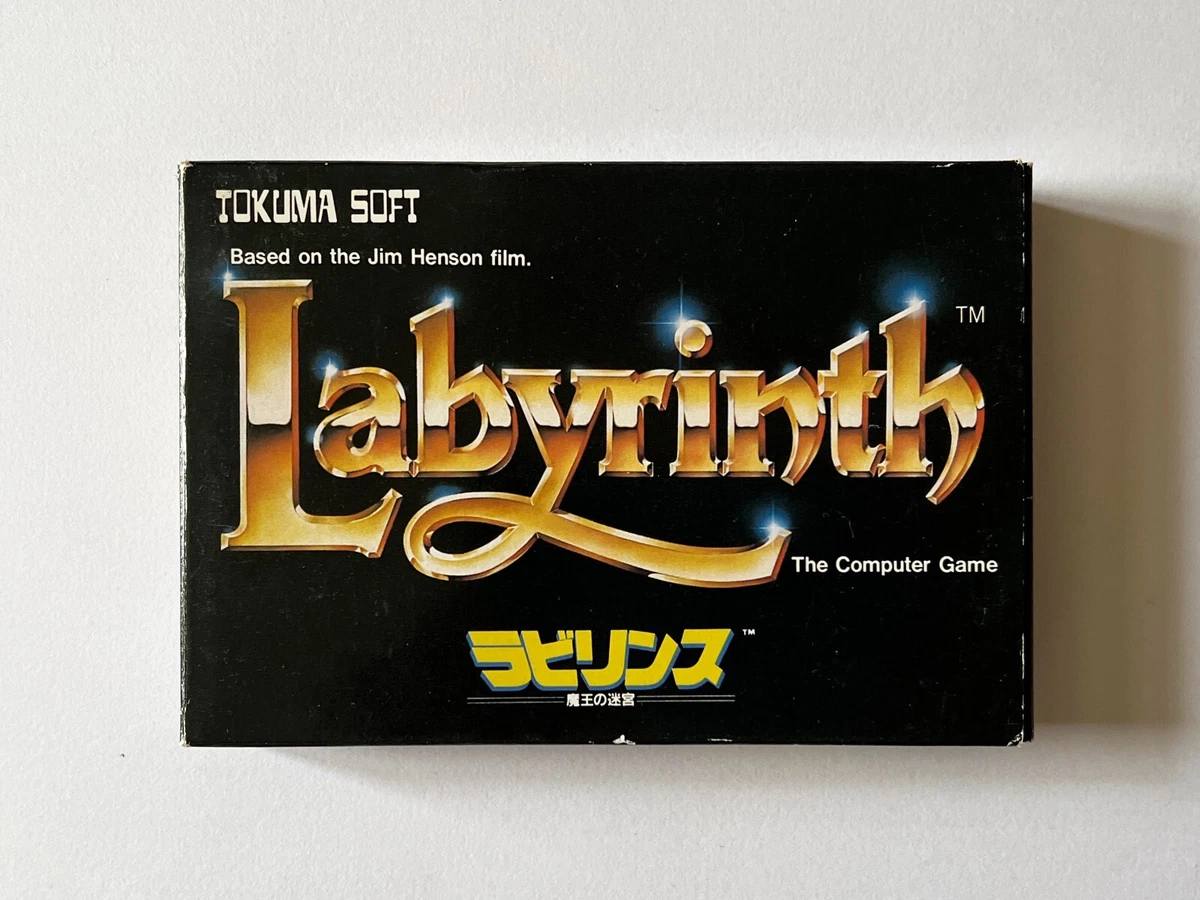 TOKUMA SOFT
Based on the Jim Henson film.
Labyrinth TM
The Computer Game
ラビリンス TM
魔王の迷宮